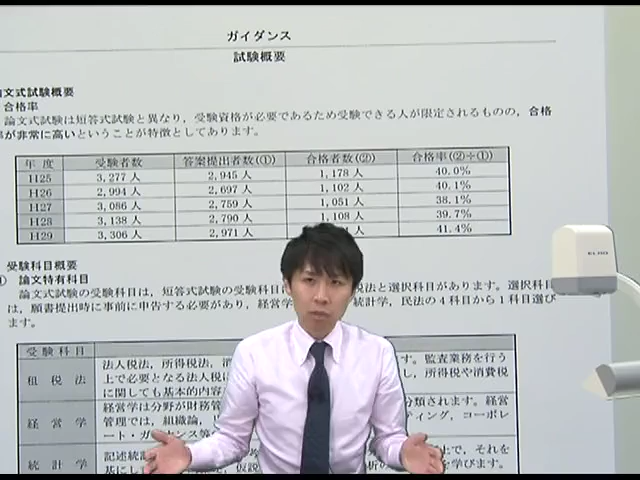 ガイダンス
試験概要
論文式試験概要
合格率
論文式試験は短答式試験と異なり，受験資格が必要であるため受験できる人が限定されるものの，合格
率が非常に高いということが特徴としてあります。
年度 受験者数 答案提出者数(①) 合格者数(②) 合格率(②÷①)
H25 3,277人 2,945人 1,178人 40.0%
H26 2,994人 2,697人 1,102人 40.1%
H27 3,086人 2,759人 1,051人 38.1%
H28 3,138人 2,790人 1,108人 39.7%
H29 3,306人 2,971人 人 41.4%
受験科目概要
論文特有科目
論文式試験の受験科目は，短答式試験の受験科目 法と選択科目があります。選択科目
は，願書提出時に事前に申告する必要があり，経営学 統計学，民法の4科目から1科目選び
ます。
受験科目
租税法 法人税法，所得税法， す。監査業務を行う
上で必要となる法人税 し，所得税や消費税
に関しても基本的内容
経営学 経営学は分野が財務管 分類されます。経営
管理では，組織論， ティング，コーポレ
ート・ガバナンス等
統計学 記述統 上で，それを
基にし 仮説 析の を学びます。